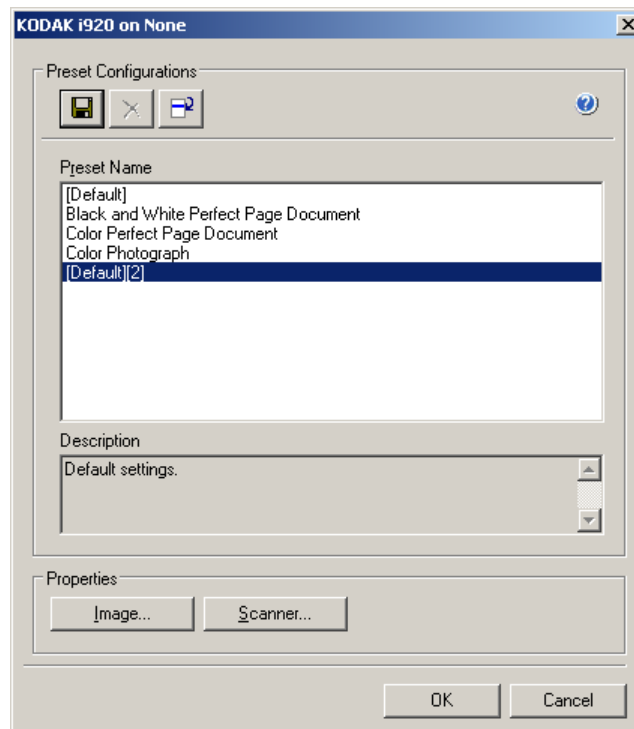 KODAK i920 on None
Preset Configurations
Preset Name
[Default]
Black and White Perfect Page Document
Color Perfect Page Document
Color Photograph
[Default][2]
Description
Default settings.
Properties
Image...
Scanner...
OK
Cancel